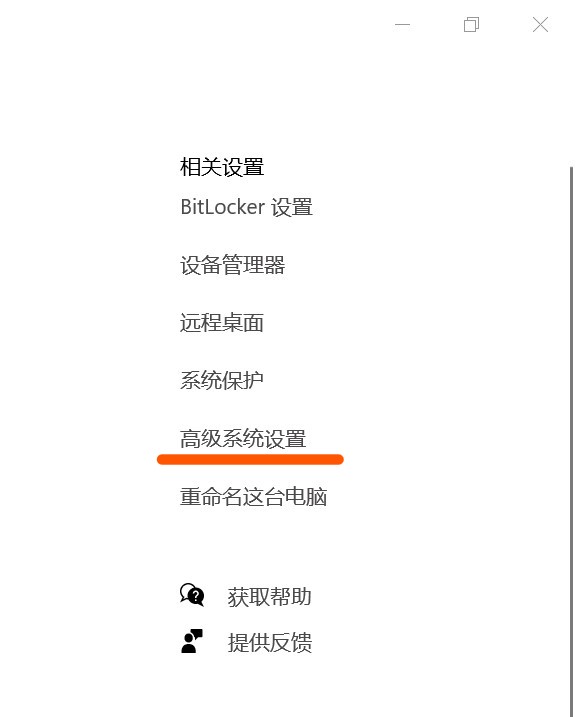 相关设置
BitLocker 设置
设备管理器
远程桌面
系统保护
高级系统设置
重命名这台电脑
获取帮助
提供反馈